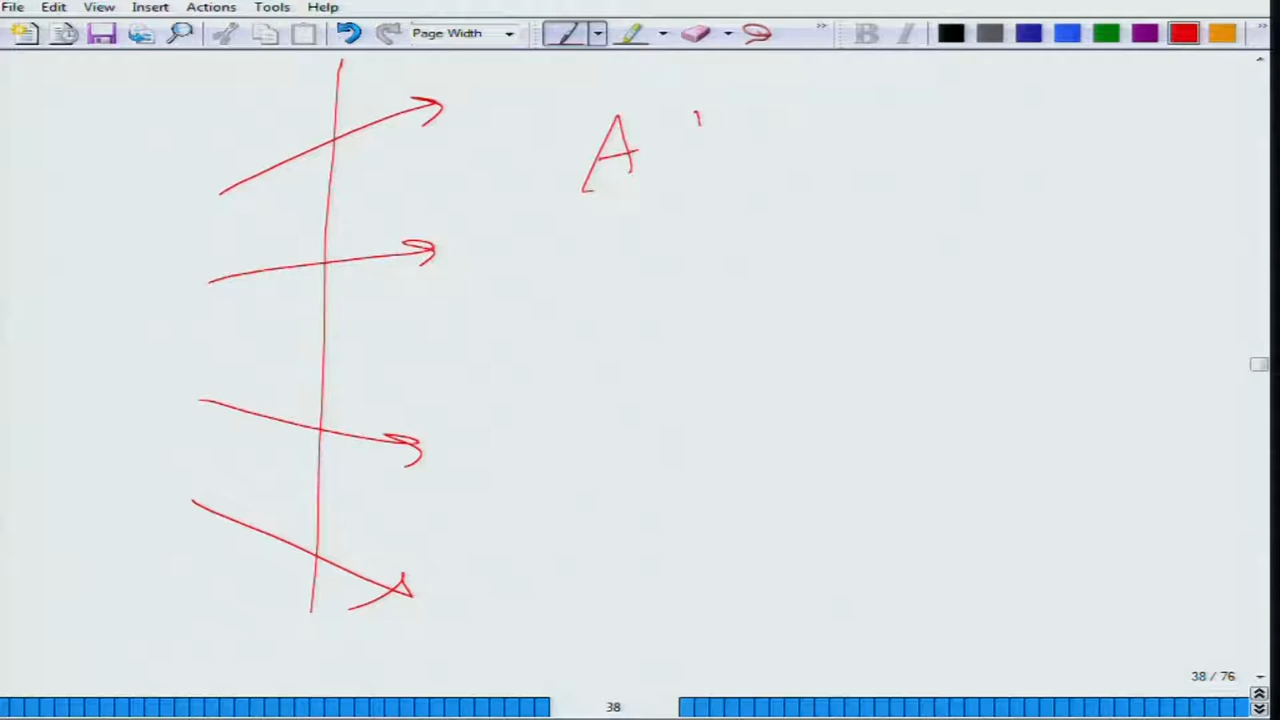 File Edit View Insert Actions Tools Help
Page Width B I
A
38 / 76
38